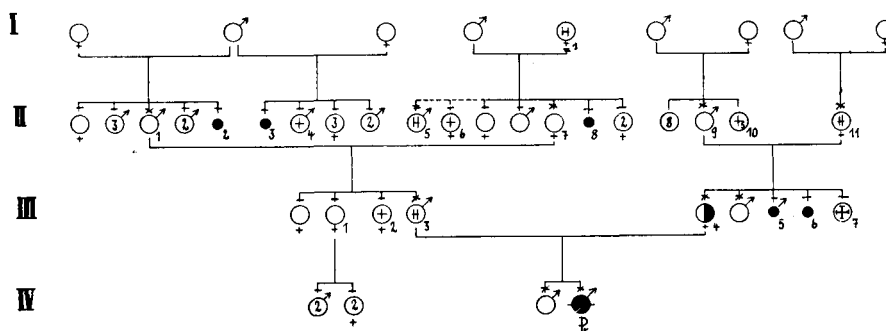 I H 1
II 3 1 2 2 3 + 4 3 2 H 5 + 6 7 8 2 8 9 + 10 H 11
III 1 + 2 H 3 4 5 6 + 7
IV 2 2 P